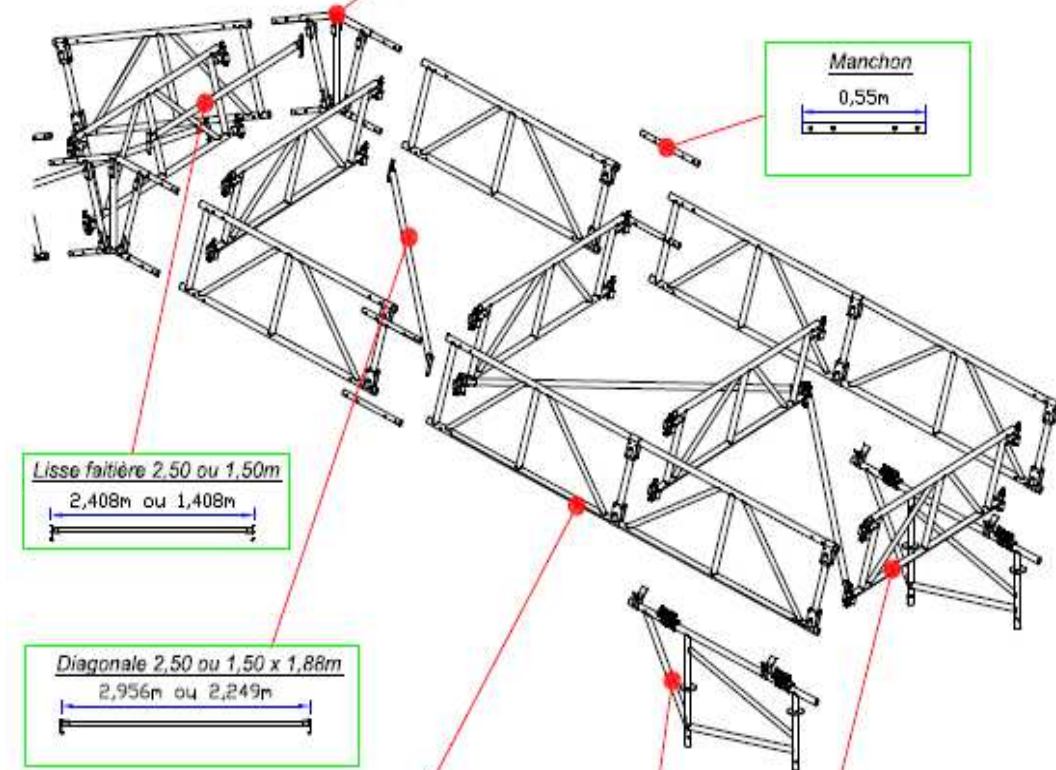 Manchon
0,55m
Lisse faîtière 2,50 ou 1,50m
2,408m ou 1,408m
Diagonale 2,50 ou 1,50 x 1,88m
2,956m ou 2,249m